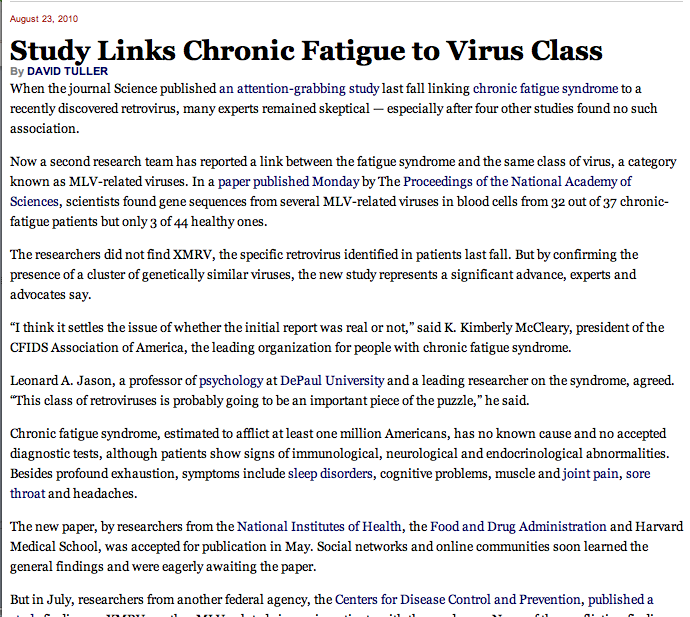 August 23, 2010
Study Links Chronic Fatigue to Virus Class
By DAVID TULLER
When the journal Science published an attention-grabbing study last fall linking chronic fatigue syndrome to a
recently discovered retrovirus, many experts remained skeptical — especially after four other studies found no such
association.
Now a second research team has reported a link between the fatigue syndrome and the same class of virus, a category
known as MLV-related viruses. In a paper published Monday by The Proceedings of the National Academy of
Sciences, scientists found gene sequences from several MLV-related viruses in blood cells from 32 out of 37 chronic-
fatigue patients but only 3 of 44 healthy ones.
The researchers did not find XMRV, the specific retrovirus identified in patients last fall. But by confirming the
presence of a cluster of genetically similar viruses, the new study represents a significant advance, experts and
advocates say.
“I think it settles the issue of whether the initial report was real or not,” said K. Kimberly McCleary, president of the
CFIDS Association of America, the leading organization for people with chronic fatigue syndrome.
Leonard A. Jason, a professor of psychology at DePaul University and a leading researcher on the syndrome, agreed.
“This class of retroviruses is probably going to be an important piece of the puzzle,” he said.
Chronic fatigue syndrome, estimated to afflict at least one million Americans, has no known cause and no accepted
diagnostic tests, although patients show signs of immunological, neurological and endocrinological abnormalities.
Besides profound exhaustion, symptoms include sleep disorders, cognitive problems, muscle and joint pain, sore
throat and headaches.
The new paper, by researchers from the National Institutes of Health, the Food and Drug Administration and Harvard
Medical School, was accepted for publication in May. Social networks and online communities soon learned the
general findings and were eagerly awaiting the paper.
But in July, researchers from another federal agency, the Centers for Disease Control and Prevention, published a